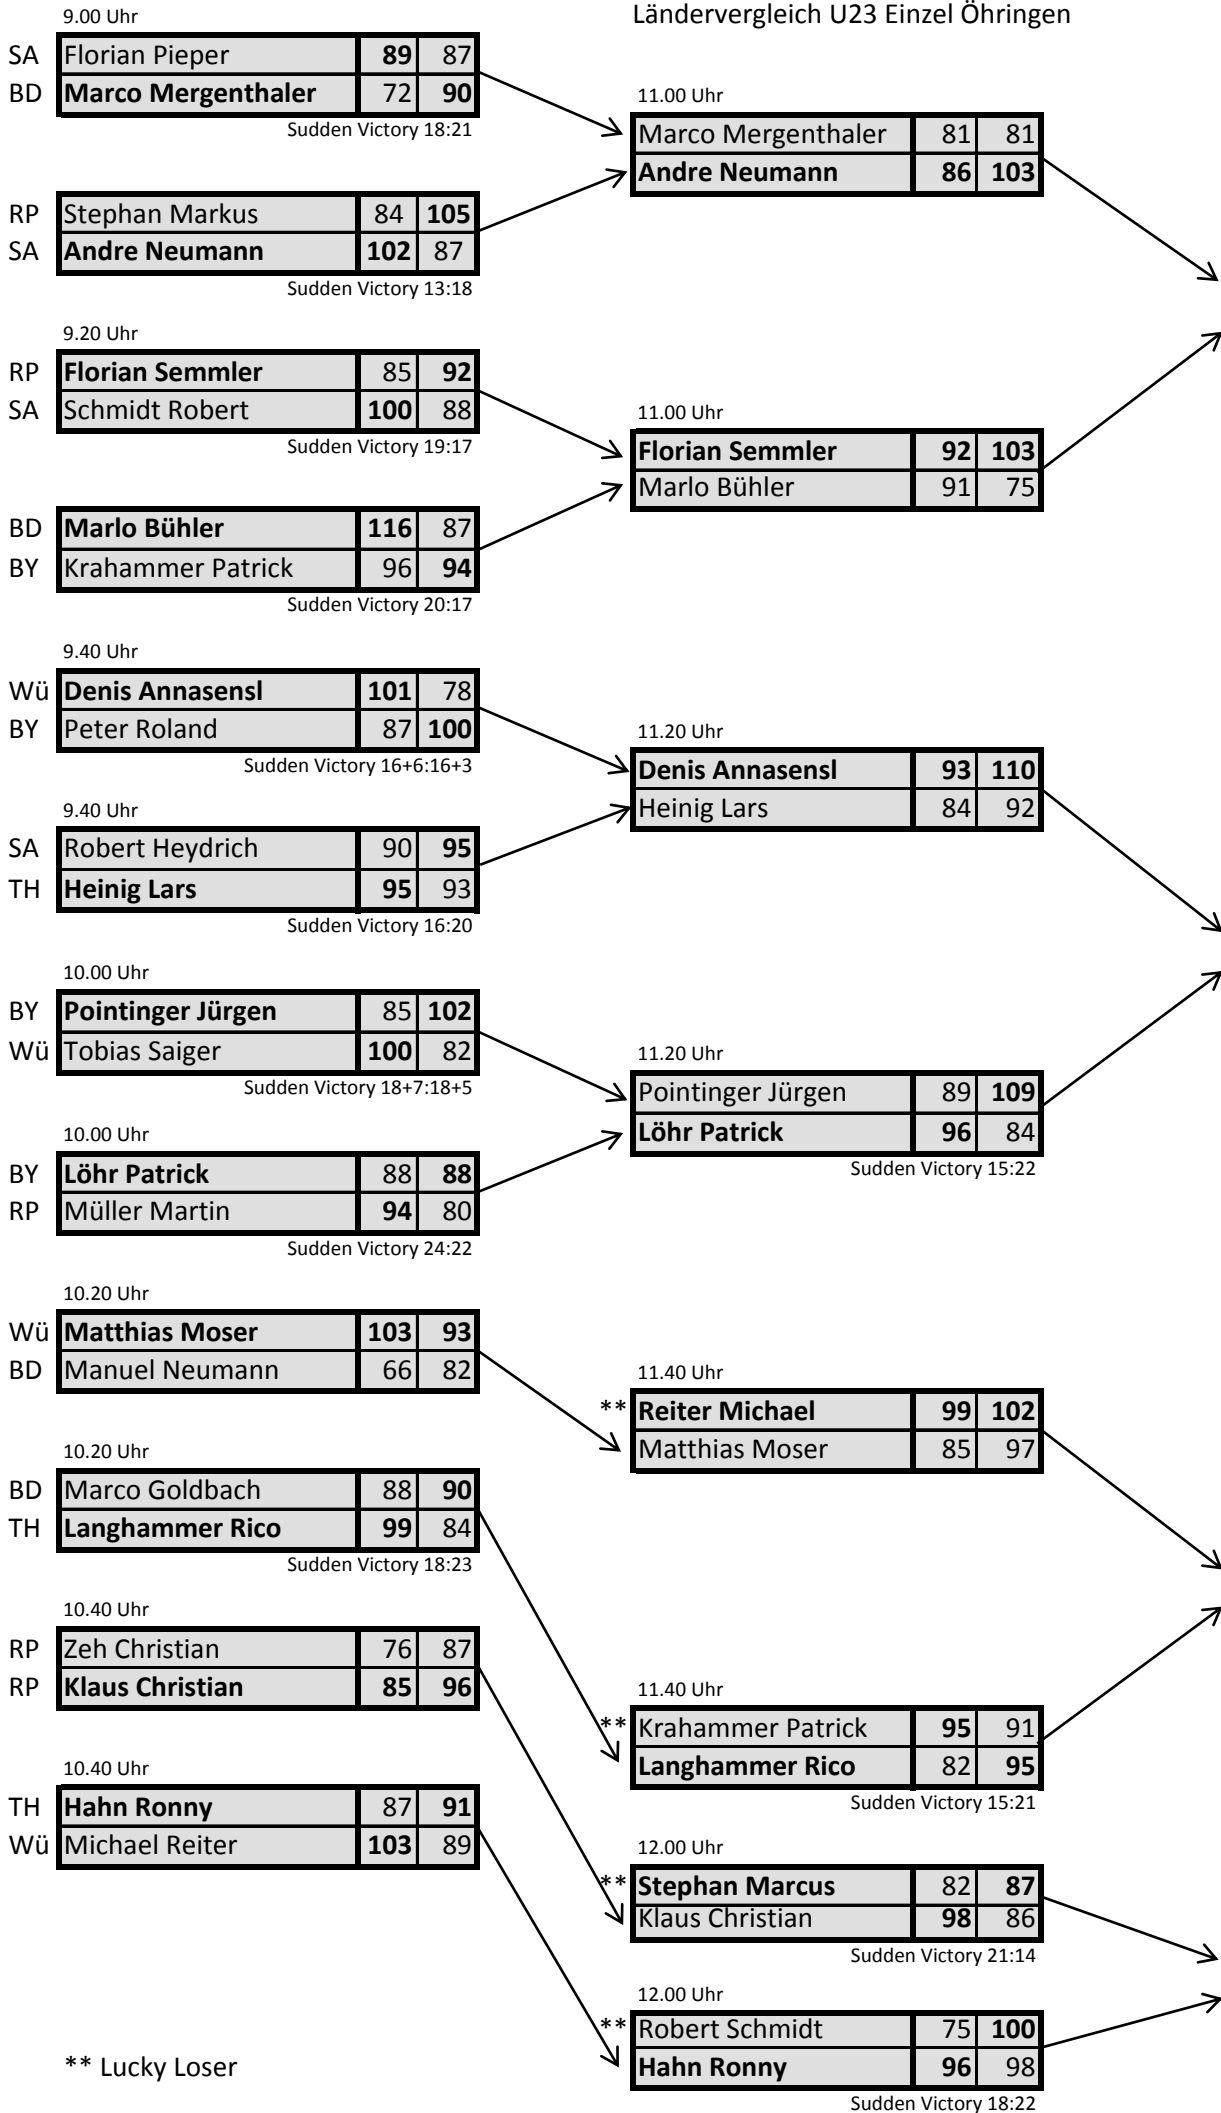 Ländervergleich U23 Einzel Öhringen
9.00 Uhr
SA Florian Pieper 89 87
BD Marco Mergenthaler 72 90
Sudden Victory 18:21
RP Stephan Markus 84 105
SA Andre Neumann 102 87
Sudden Victory 13:18
9.20 Uhr
RP Florian Semmler 85 92
SA Schmidt Robert 100 88
Sudden Victory 19:17
BD Marlo Bühler 116 87
BY Krahammer Patrick 96 94
Sudden Victory 20:17
9.40 Uhr
Wü Denis Annasensl 101 78
BY Peter Roland 87 100
Sudden Victory 16+6:16+3
9.40 Uhr
SA Robert Heydrich 90 95
TH Heinig Lars 95 93
Sudden Victory 16:20
10.00 Uhr
BY Pointinger Jürgen 85 102
Wü Tobias Saiger 100 82
Sudden Victory 18+7:18+5
10.00 Uhr
BY Löhr Patrick 88 88
RP Müller Martin 94 80
Sudden Victory 24:22
10.20 Uhr
Wü Matthias Moser 103 93
BD Manuel Neumann 66 82
10.20 Uhr
BD Marco Goldbach 88 90
TH Langhammer Rico 99 84
Sudden Victory 18:23
10.40 Uhr
RP Zeh Christian 76 87
RP Klaus Christian 85 96
10.40 Uhr
TH Hahn Ronny 87 91
Wü Michael Reiter 103 89
** Lucky Loser
11.00 Uhr
Marco Mergenthaler 81 81
Andre Neumann 86 103
11.00 Uhr
Florian Semmler 92 103
Marlo Bühler 91 75
11.20 Uhr
Denis Annasensl 93 110
Heinig Lars 84 92
11.20 Uhr
Pointinger Jürgen 89 109
Löhr Patrick 96 84
Sudden Victory 15:22
11.40 Uhr
** Reiter Michael 99 102
Matthias Moser 85 97
11.40 Uhr
** Krahammer Patrick 95 91
Langhammer Rico 82 95
Sudden Victory 15:21
12.00 Uhr
** Stephan Marcus 82 87
Klaus Christian 98 86
Sudden Victory 21:14
12.00 Uhr
** Robert Schmidt 75 100
Hahn Ronny 96 98
Sudden Victory 18:22